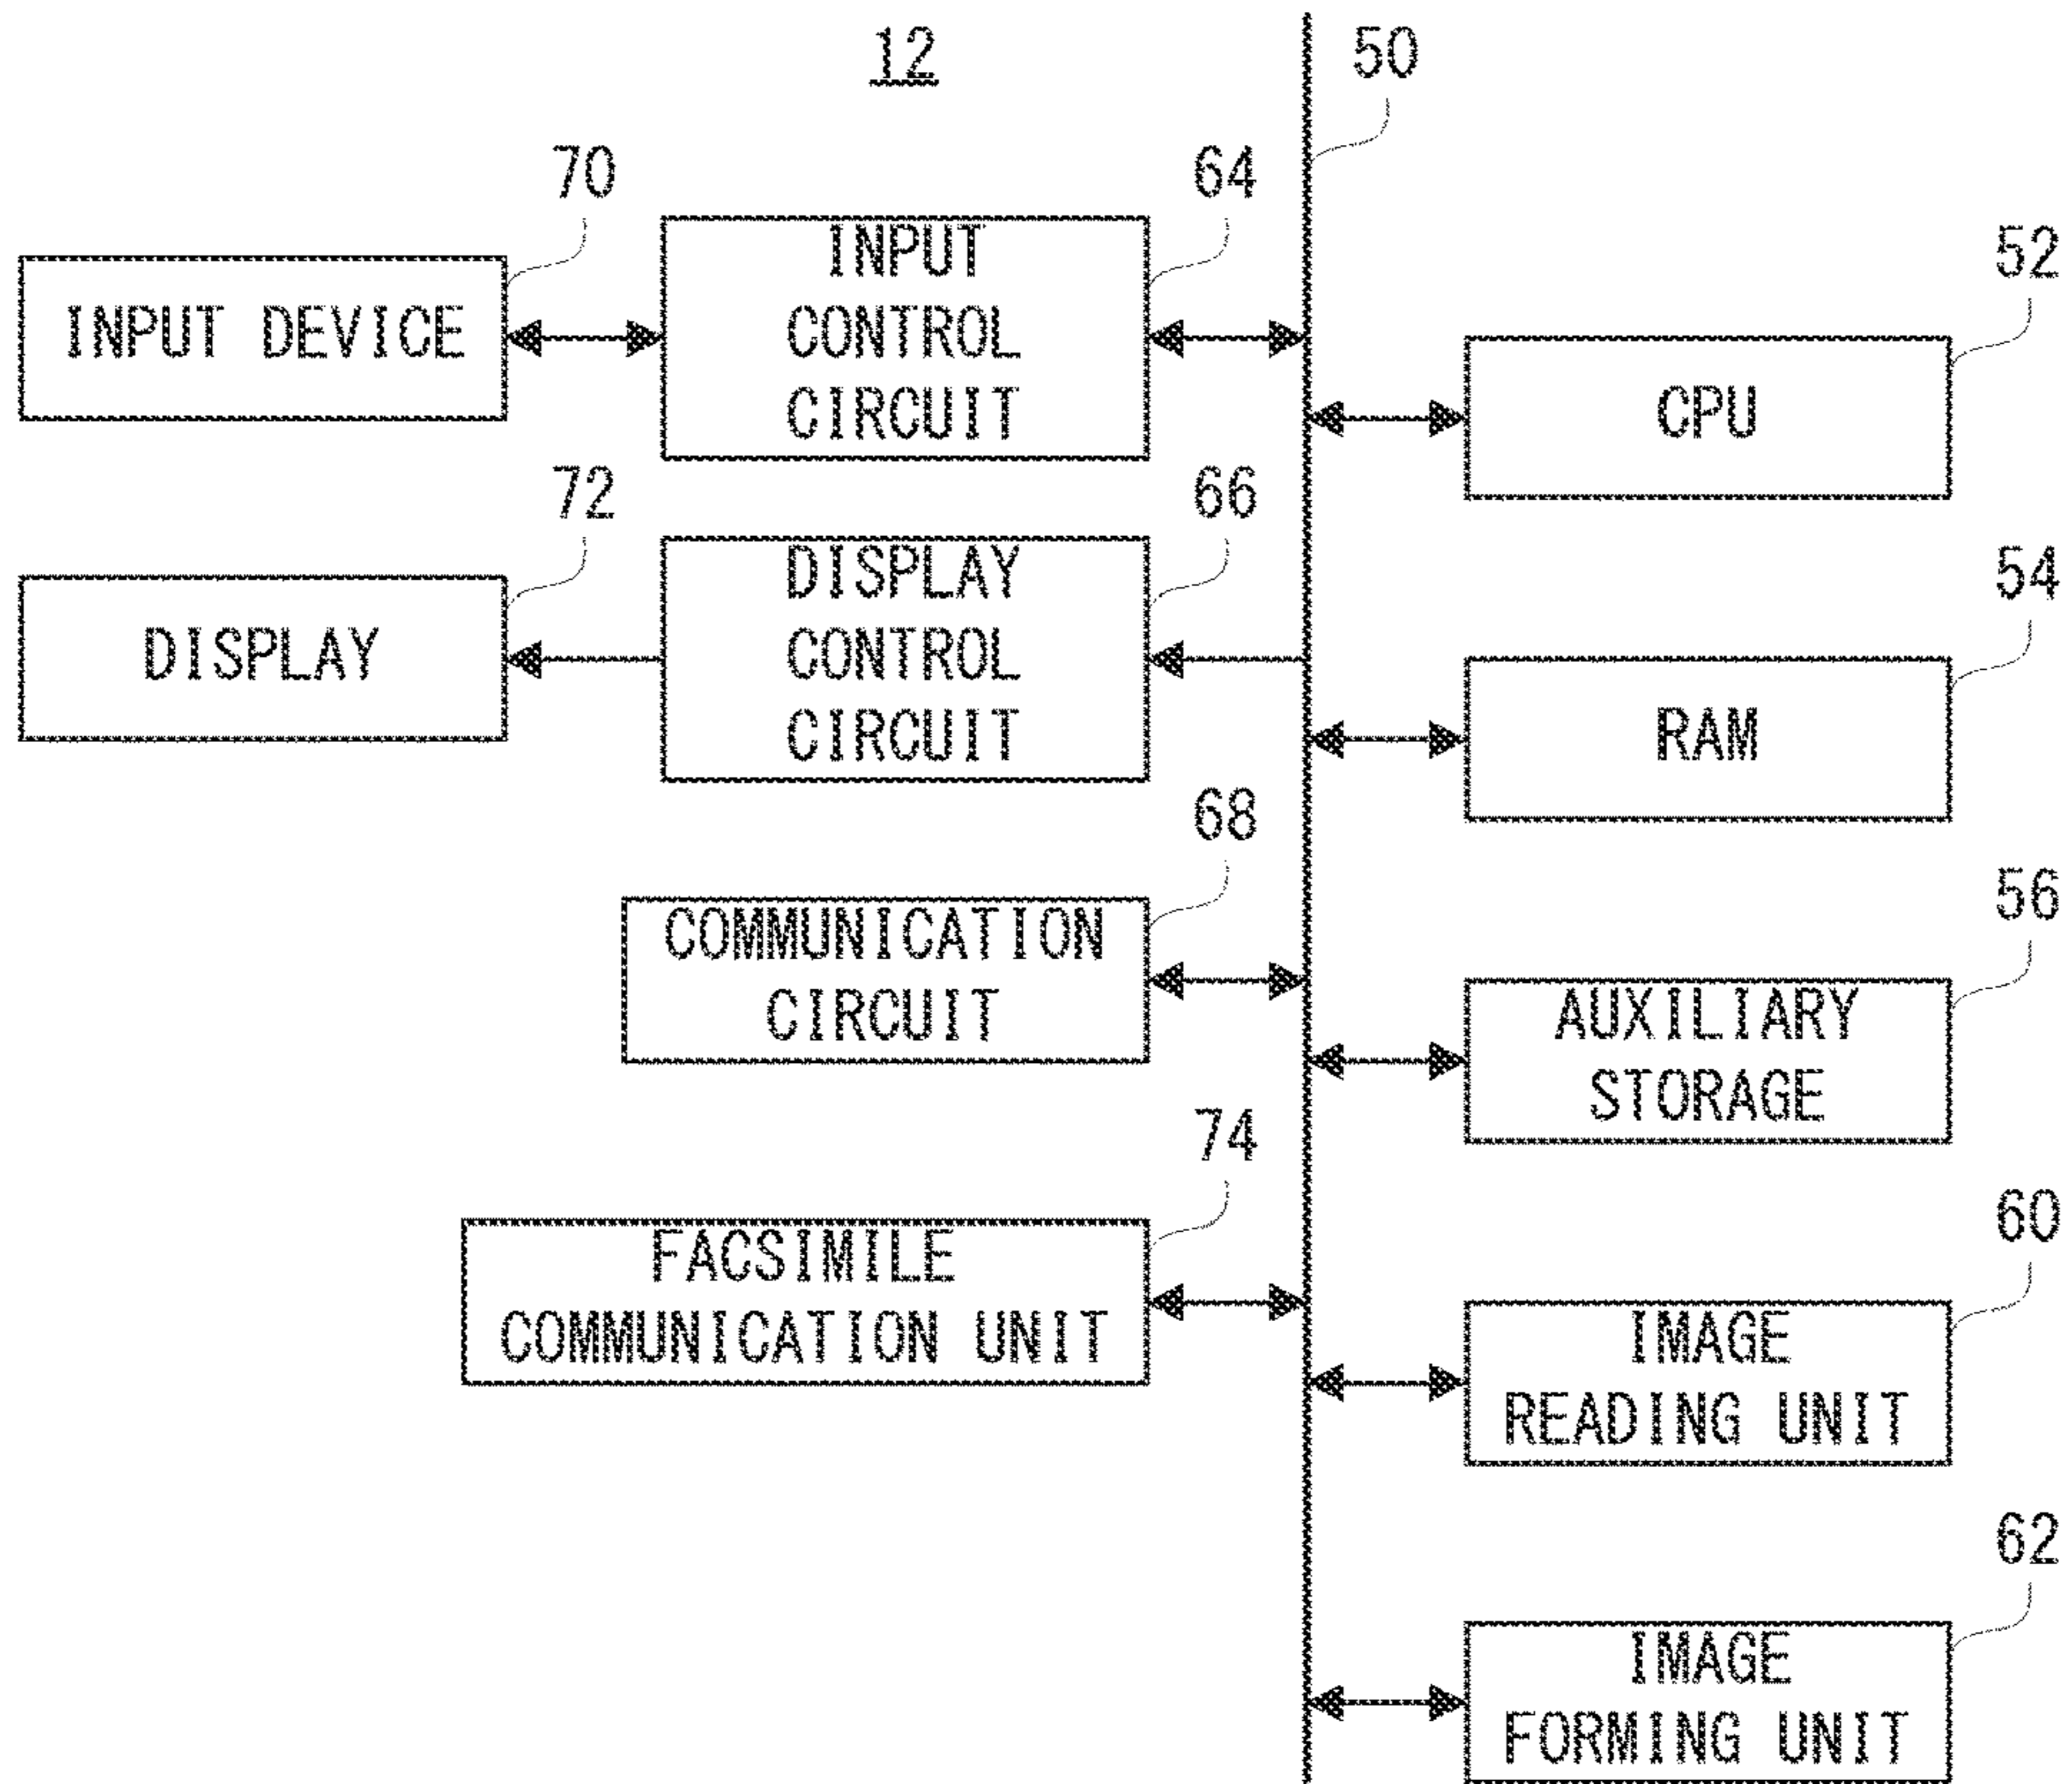 12
50
70
64
INPUT DEVICE
INPUT
CONTROL
CIRCUIT
52
CPU
72
66
DISPLAY
DISPLAY
CONTROL
CIRCUIT
54
RAM
68
COMMUNICATION
CIRCUIT
56
AUXILIARY
STORAGE
74
FACSIMILE
COMMUNICATION UNIT
60
IMAGE
READING UNIT
62
IMAGE
FORMING UNIT